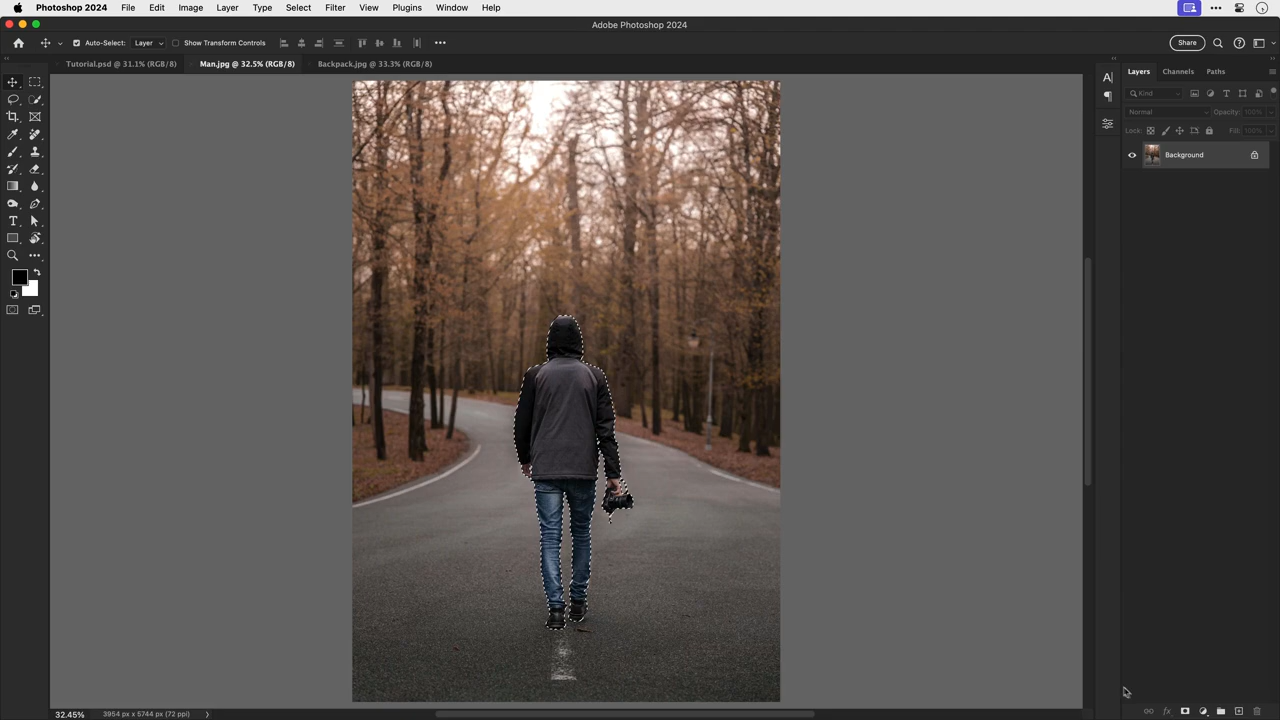 Photoshop 2024 File Edit Image Layer Type Select Filter View Plugins Window Help
Adobe Photoshop 2024
Auto-Select: Layer Show Transform Controls Share
Tutorial.psd @ 31.1% (RGB/8) Man.jpg @ 32.5% (RGB/8) Backpack.jpg @ 33.3% (RGB/8)
Layers Channels Paths
Kind
Normal Opacity: 100%
Lock: Fill: 100%
Background
32.45% 3954 px x 5744 px (72 ppi)